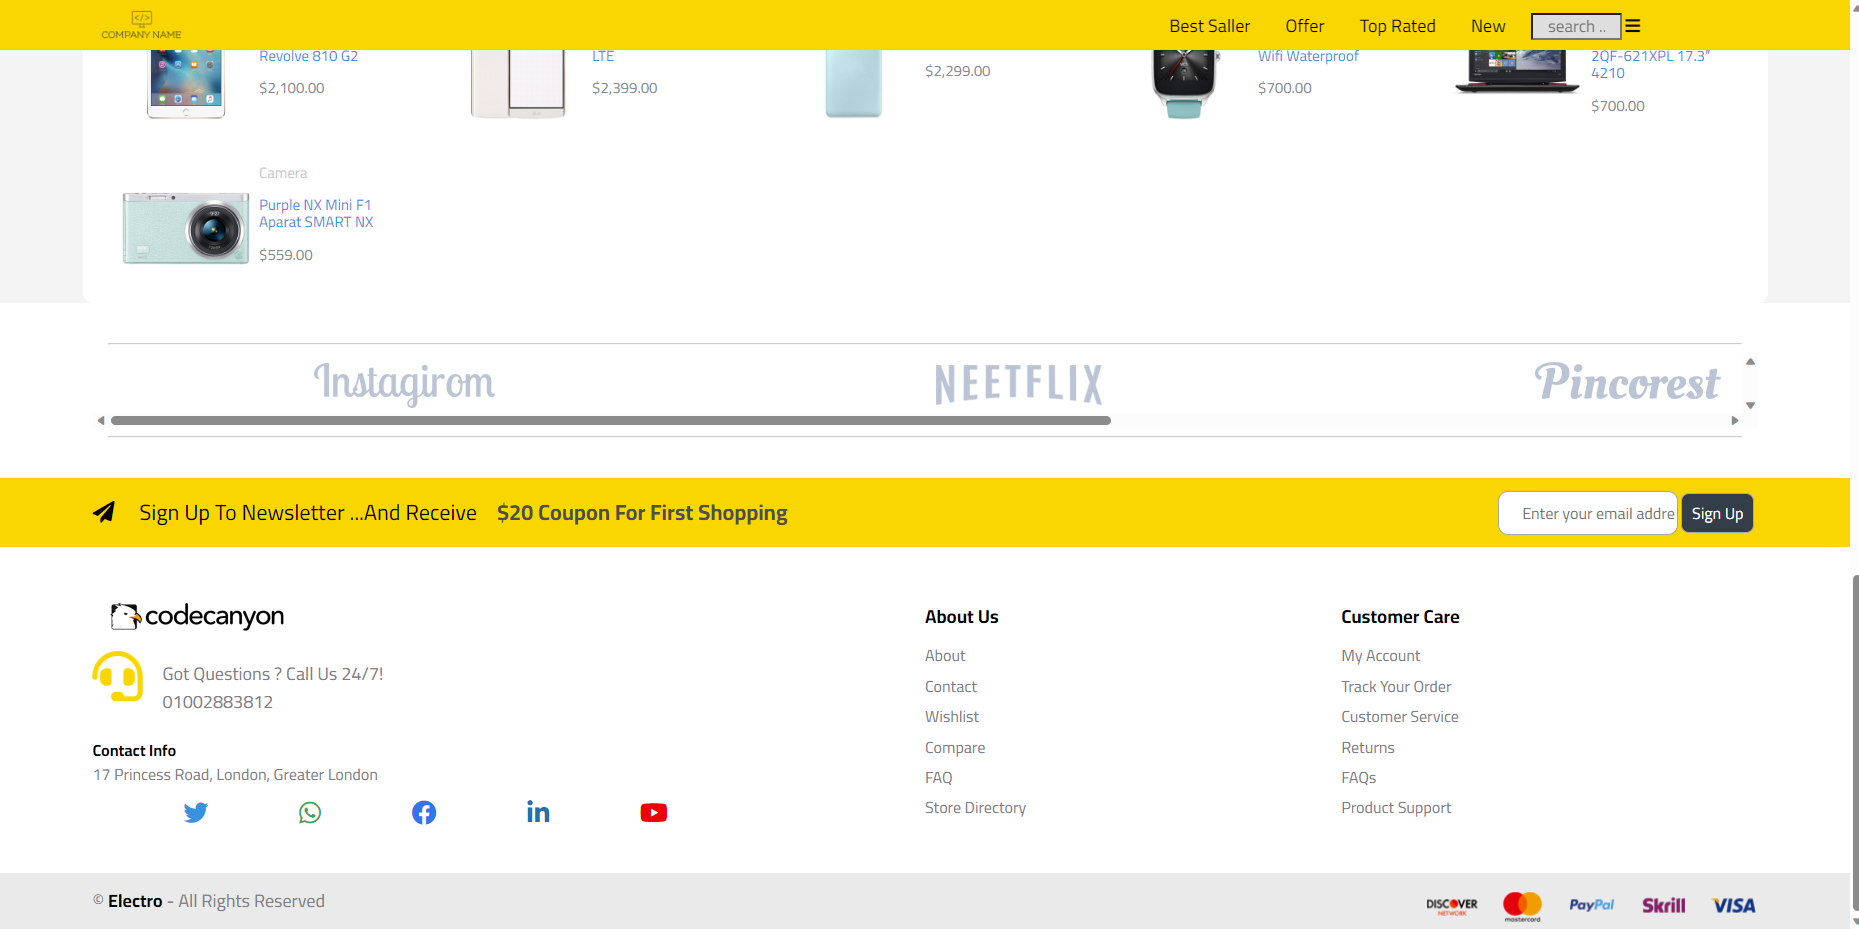 COMPANY NAME
Best Saller Offer Top Rated New search ..
Revolve 810 G2
$2,100.00
LTE
$2,399.00
$2,299.00
Wifi Waterproof
$700.00
2QF-621XPL 17.3"
4210
$700.00
Camera
Purple NX Mini F1
Aparat SMART NX
$559.00
Instagirom NEETFLIX Pincorest
Sign Up To Newsletter ...And Receive $20 Coupon For First Shopping
Enter your email addre Sign Up
codecanyon
Got Questions ? Call Us 24/7!
01002883812
Contact Info
17 Princess Road, London, Greater London
About Us
About
Contact
Wishlist
Compare
FAQ
Store Directory
Customer Care
My Account
Track Your Order
Customer Service
Returns
FAQs
Product Support
© Electro - All Rights Reserved
DISCOVER
NETWORK
mastercard
PayPal
Skrill
VISA